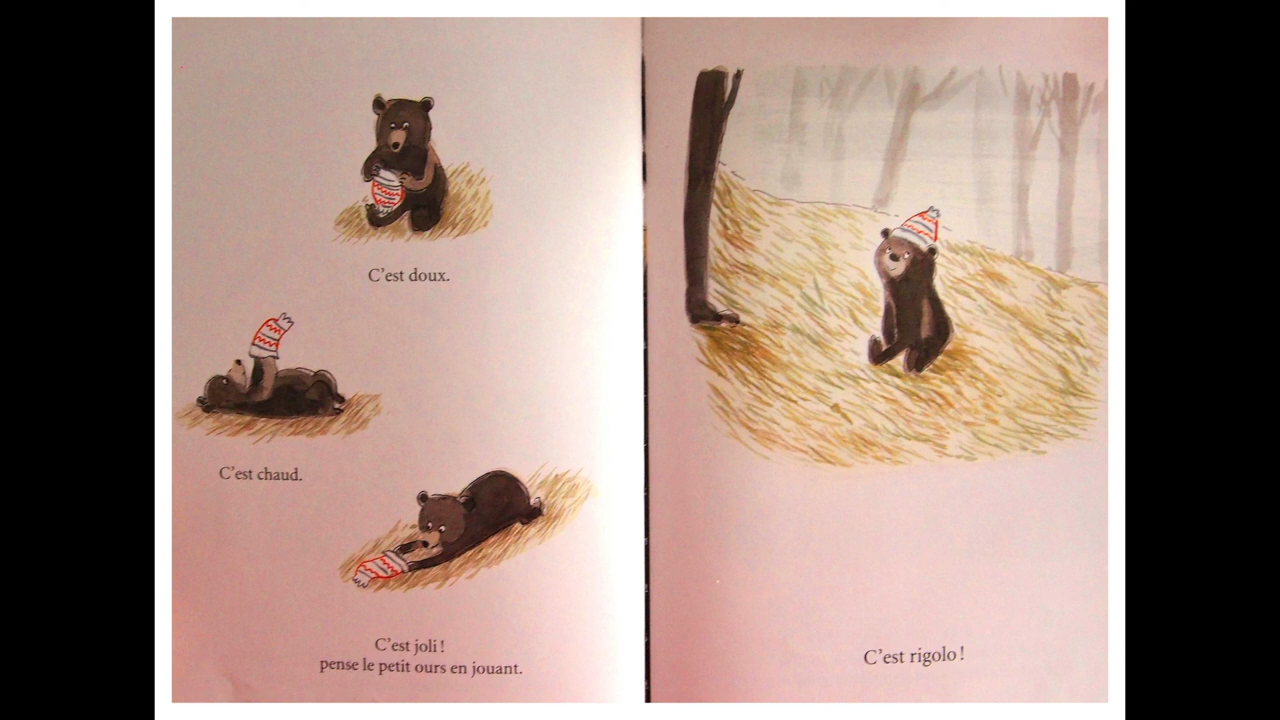 C'est doux.
C'est chaud.
C'est joli !
pense le petit ours en jouant.
C'est rigolo !